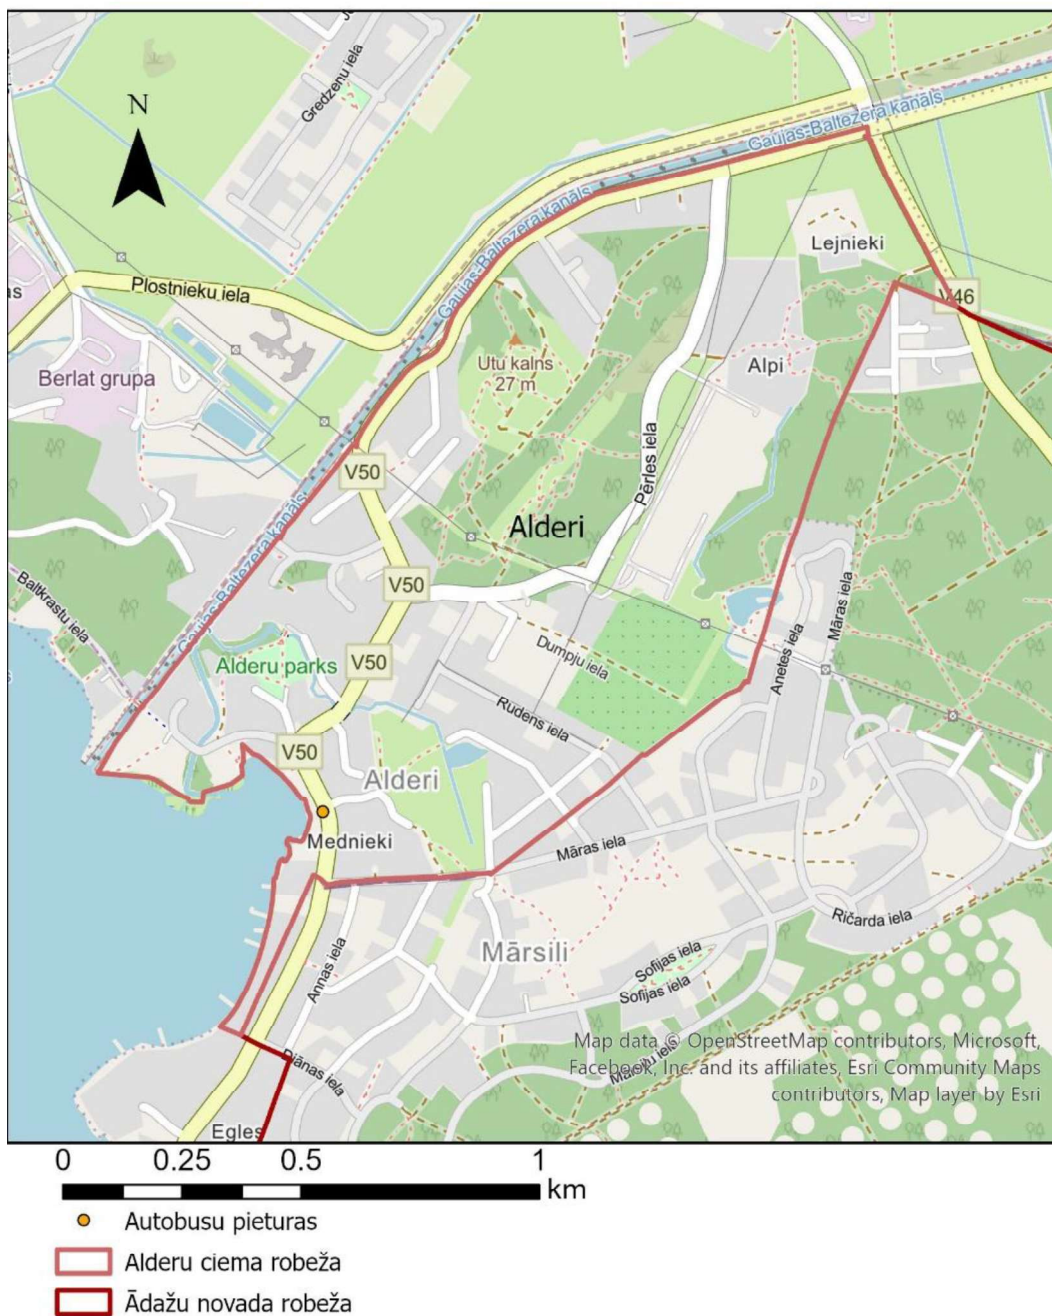 Gredzenu iela
N
Gaujas-Baltezera kanāls
Gaujas-Baltezera kanāls
Lejnieki
Plostnieku iela
V46
as
Gaujas-Baltezera kanāls
Utu kalns
27 m
Alpi
Berlat grupa
Pērles iela
V50
Alderi
Gaujas-Baltezera kanāls
V50
Baltkrastu iela
Māras iela
Dumpju iela
Anetes iela
V50
Alderu parks
Rudens iela
V50
Alderi
Mednieki
Māras iela
Ričarda iela
Annas iela
Mārsili
Sofijas iela
Sofijas iela
Map data © OpenStreetMap contributors, Microsoft,
Diānas iela
Mārsilu iela
Facebook, Inc. and its affiliates, Esri Community Maps
contributors, Map layer by Esri
Egles
0 0.25 0.5 1
km
Autobusu pieturas
Alderu ciema robeža
Ādažu novada robeža